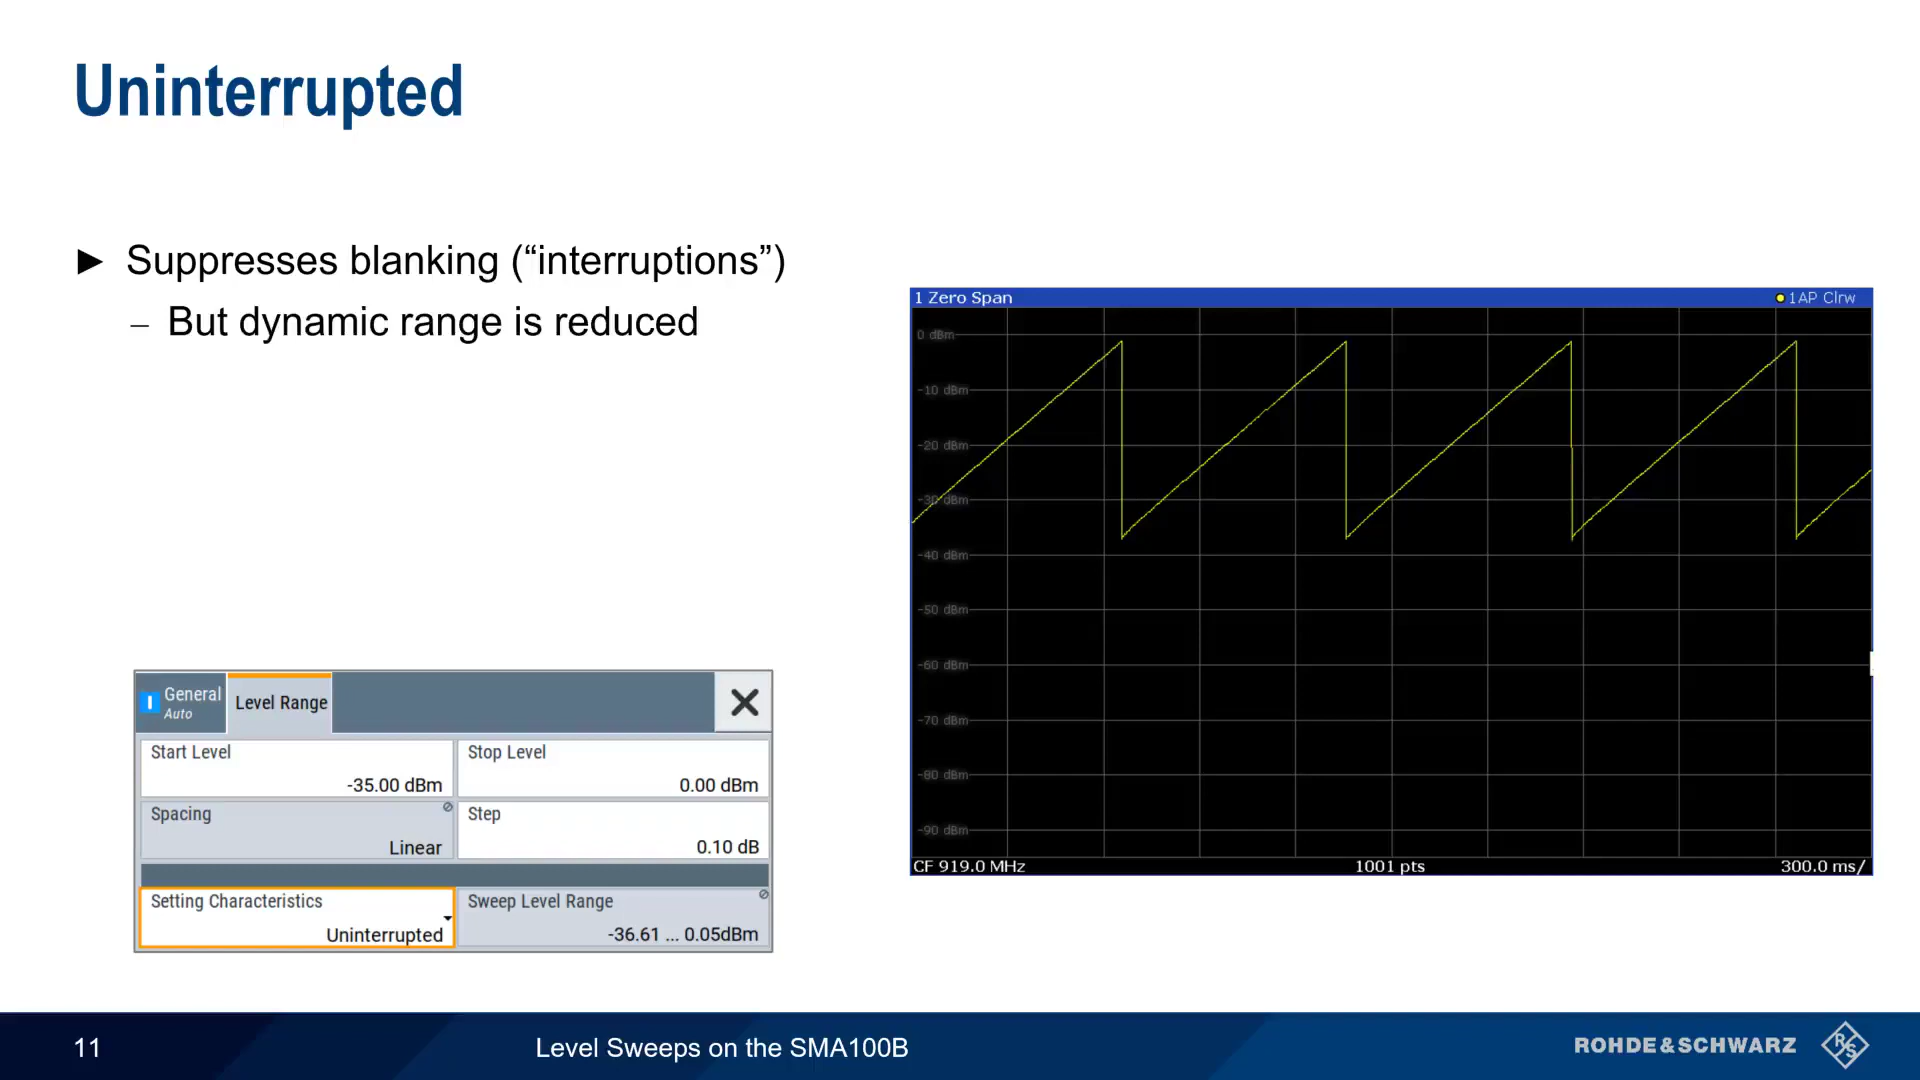 Uninterrupted
► Suppresses blanking (“interruptions”)
– But dynamic range is reduced
1 Zero Span
1AP Clrw
0 dBm
-10 dBm
-20 dBm
-30 dBm
-40 dBm
-50 dBm
-60 dBm
-70 dBm
-80 dBm
-90 dBm
CF 919.0 MHz
1001 pts
300.0 ms/
General
Auto
Level Range
Start Level
-35.00 dBm
Stop Level
0.00 dBm
Spacing
Linear
Step
0.10 dB
Setting Characteristics
Uninterrupted
Sweep Level Range
-36.61 ... 0.05dBm
11
Level Sweeps on the SMA100B
ROHDE&SCHWARZ
R&S